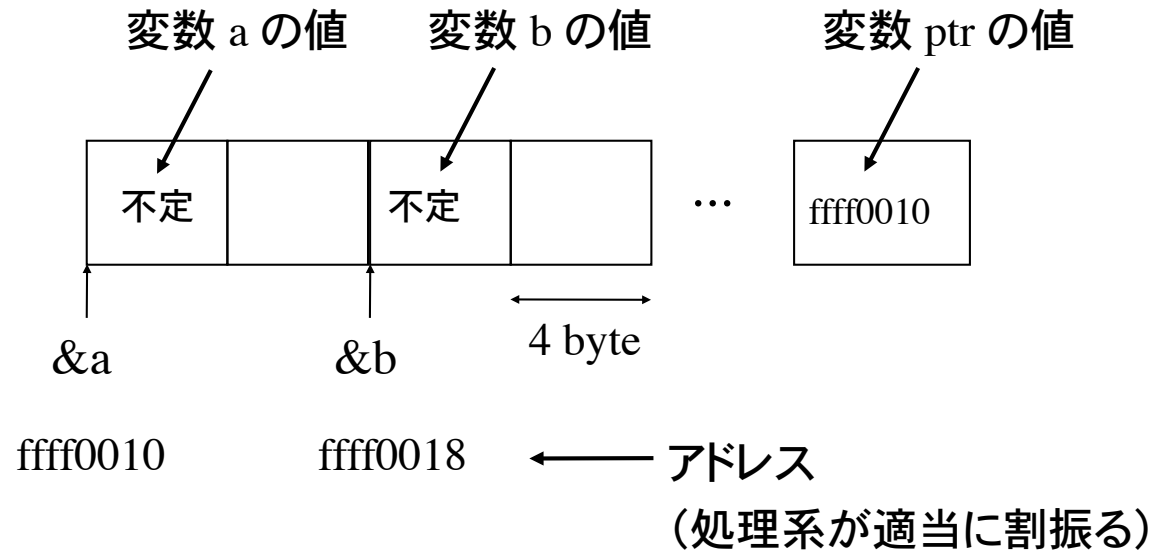 変数 a の値 変数 b の値 変数 ptr の値
不定 不定 … ffff0010
&a &b 4 byte
ffff0010 ffff0018 アドレス
（処理系が適当に割振る）